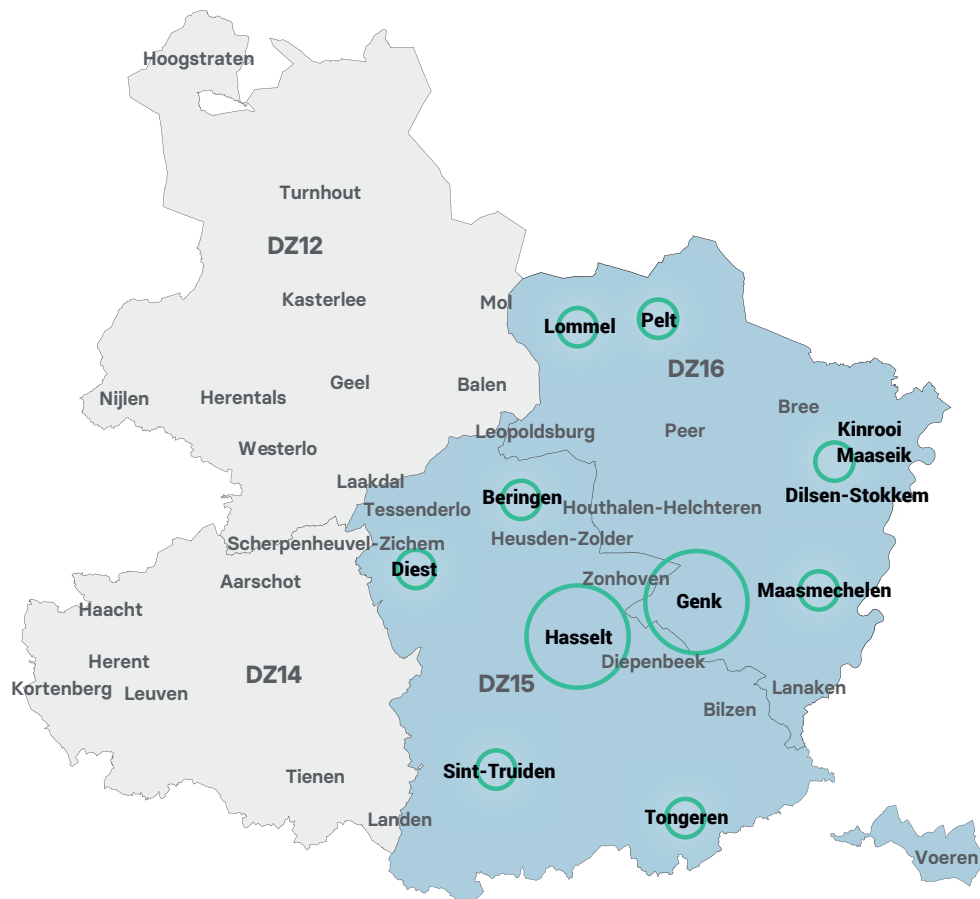 Hoogstraten
Turnhout
DZ12
Kasterlee
Mol
Lommel
Pelt
DZ16
Geel
Balen
Nijlen
Herentals
Bree
Kinrooi
Leopoldsburg
Peer
Westerlo
Maaseik
Laakdal
Beringen
Dilsen-Stokkem
Tessenderlo
Houthalen-Helchteren
Scherpenheuvel-Zichem
Heusden-Zolder
Diest
Aarschot
Zonhoven
Maasmechelen
Genk
Haacht
Hasselt
Herent
Diepenbeek
DZ14
DZ15
Kortenberg
Leuven
Lanaken
Bilzen
Sint-Truiden
Tienen
Landen
Tongeren
Voeren